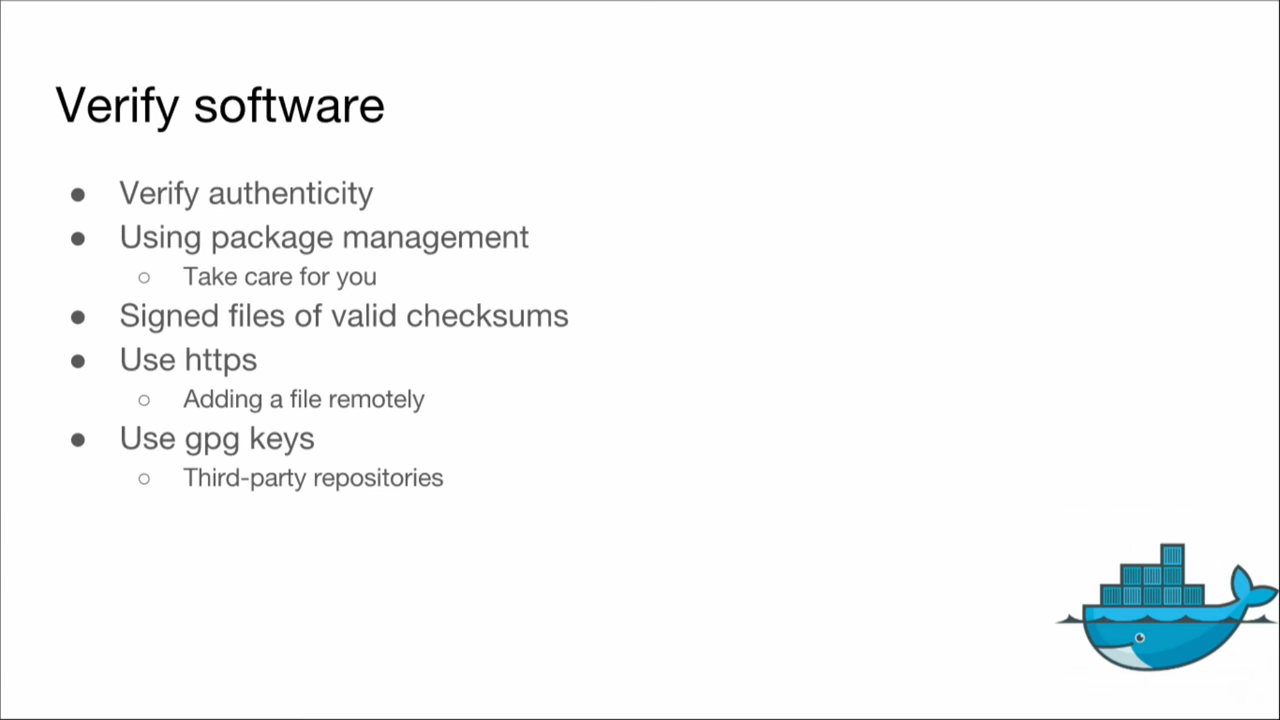 Verify software
● Verify authenticity
● Using package management
○ Take care for you
● Signed files of valid checksums
● Use https
○ Adding a file remotely
● Use gpg keys
○ Third-party repositories